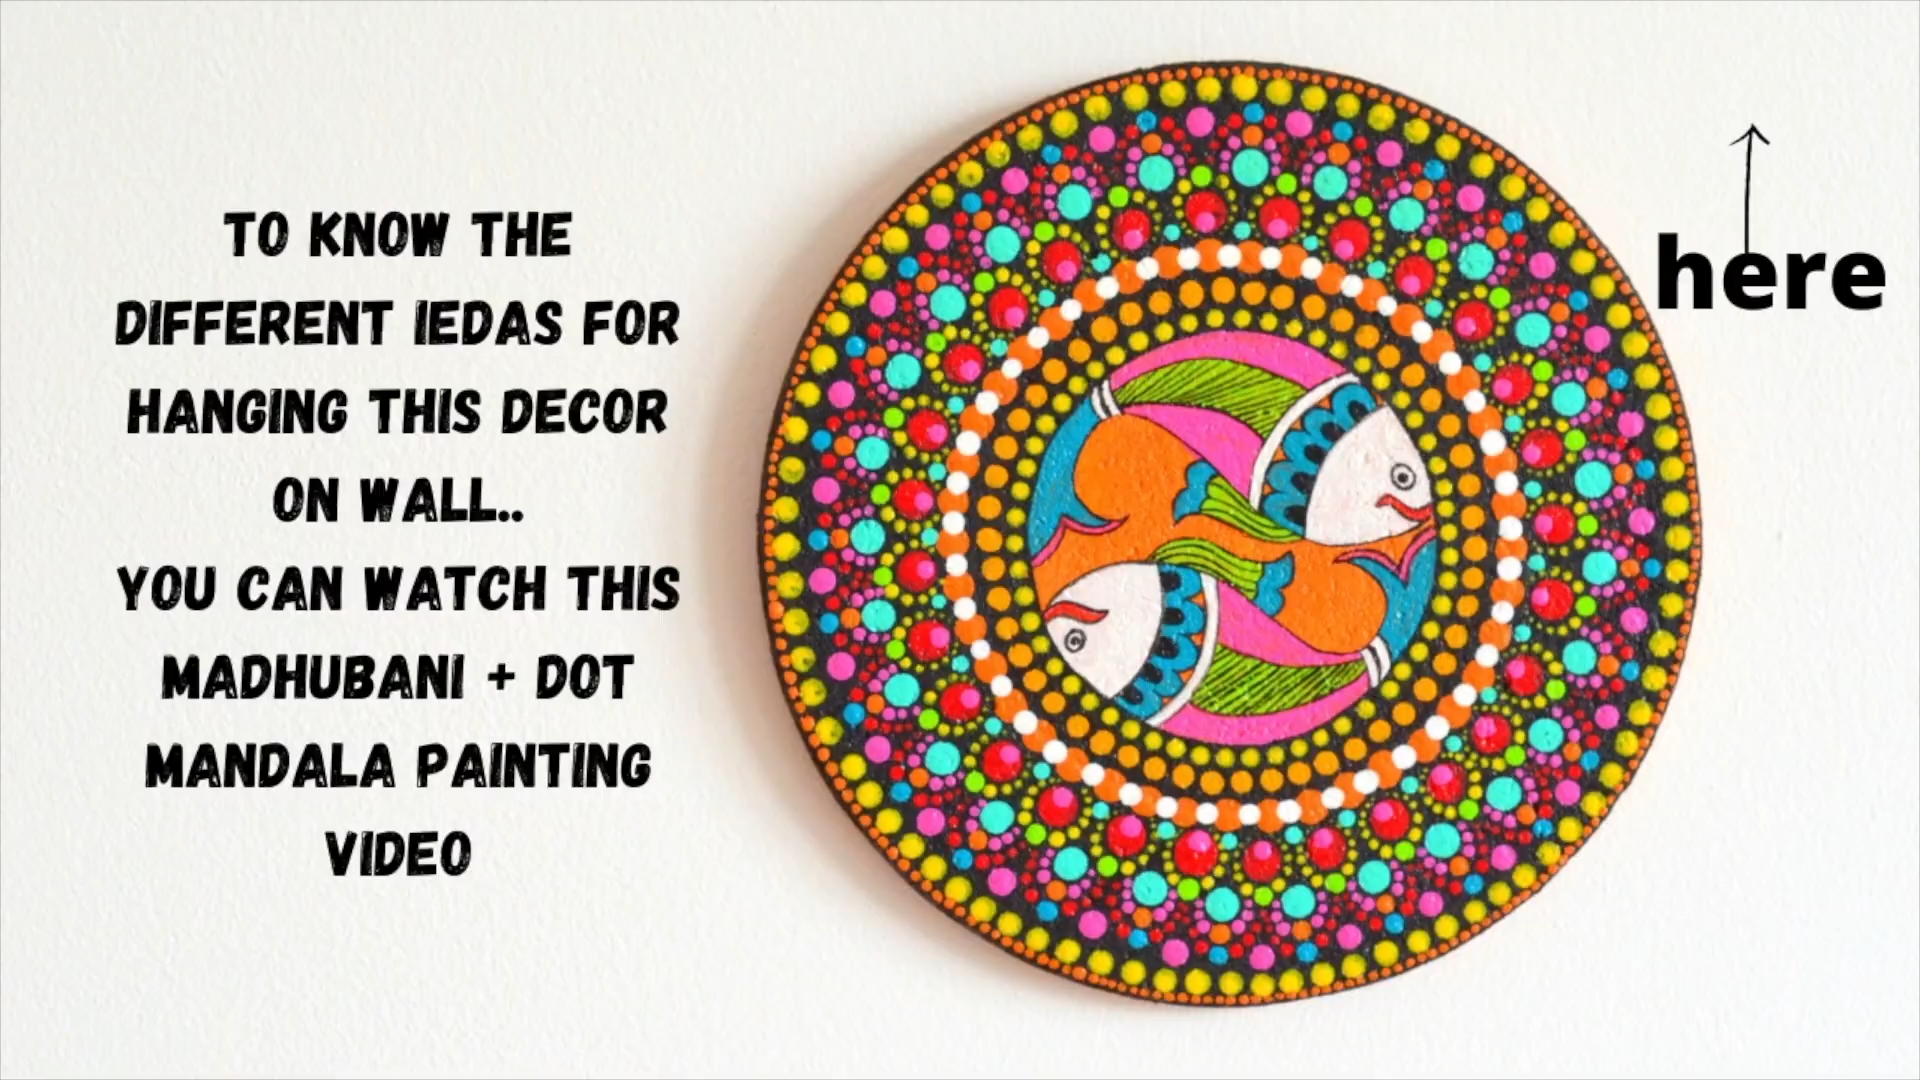 TO KNOW THE
DIFFERENT IEDAS FOR
HANGING THIS DECOR
ON WALL..
YOU CAN WATCH THIS
MADHUBANI + DOT
MANDALA PAINTING
VIDEO
here